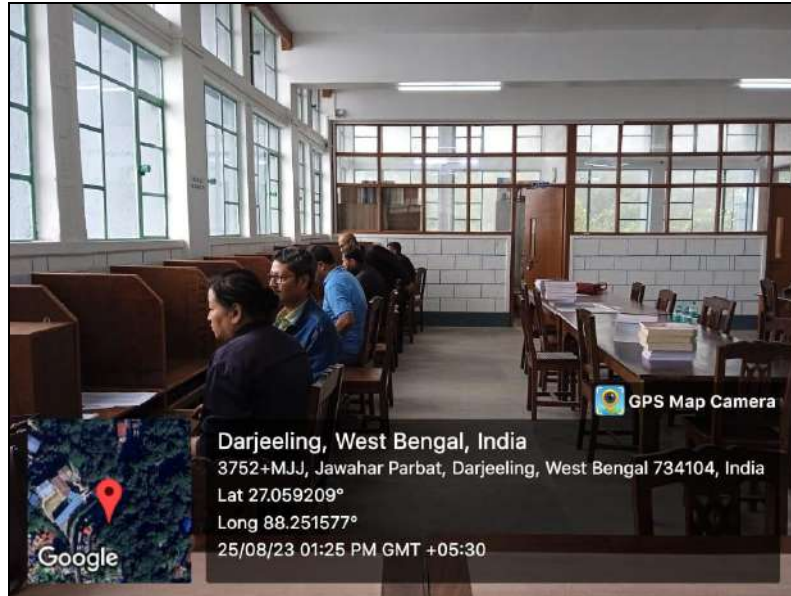 GPS Map Camera
Darjeeling, West Bengal, India
3752+MJJ, Jawahar Parbat, Darjeeling, West Bengal 734104, India
Lat 27.059209°
Long 88.251577°
25/08/23 01:25 PM GMT +05:30
Google